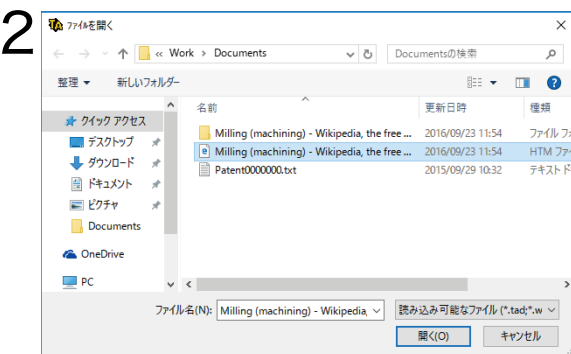 2
ファイルを開く
« Work › Documents
Documentsの検索
整理 新しいフォルダー
名前 更新日時 種類
クイック アクセス
デスクトップ
ダウンロード
ドキュメント
ピクチャ
Documents
OneDrive
PC
Milling (machining) - Wikipedia, the free ... 2016/09/23 11:54 ファイル フ
Milling (machining) - Wikipedia, the free ... 2016/09/23 11:54 HTM ファ
Patent0000000.txt 2015/09/29 10:32 テキスト ド
ファイル名(N): Milling (machining) - Wikipedia, 読み込み可能なファイル (*.tad;*.w
開く(O) キャンセル